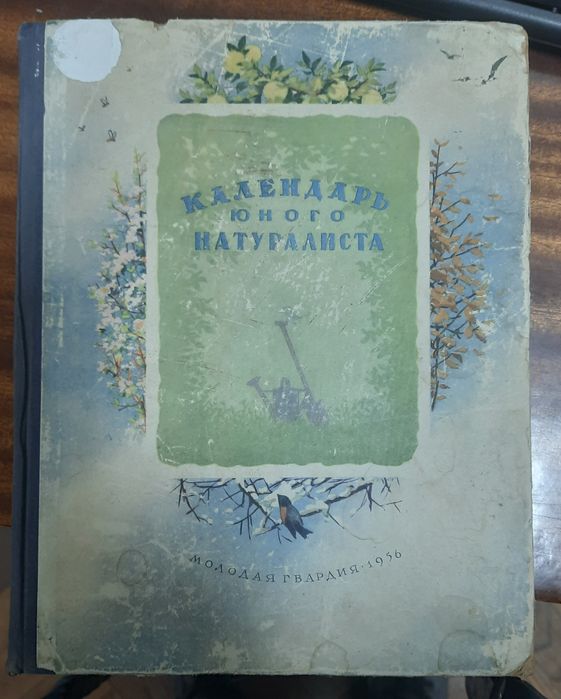 КАЛЕНДАРЬ
ЮНОГО
НАТУРАЛИСТА
МОЛОДАЯ ГВАРДИЯ · 1956